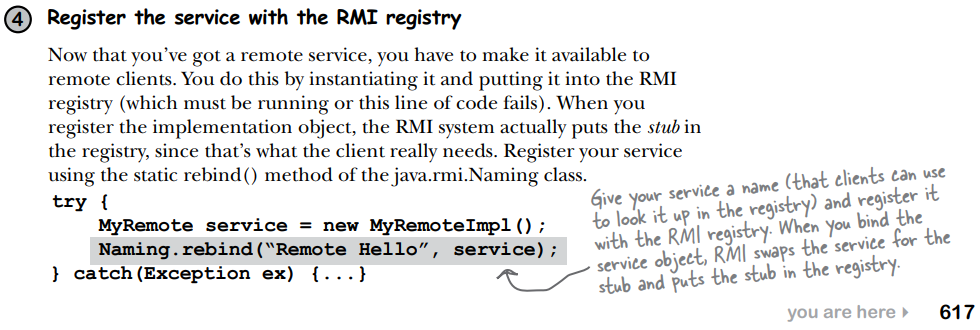 4 Register the service with the RMI registry
Now that you've got a remote service, you have to make it available to
remote clients. You do this by instantiating it and putting it into the RMI
registry (which must be running or this line of code fails). When you
register the implementation object, the RMI system actually puts the stub in
the registry, since that's what the client really needs. Register your service
using the static rebind() method of the java.rmi.Naming class.
try {
MyRemote service = new MyRemoteImpl();
Naming.rebind(“Remote Hello”, service);
} catch(Exception ex) {...}
Give your service a name (that clients can use
to look it up in the registry) and register it
with the RMI registry. When you bind the
service object, RMI swaps the service for the
stub and puts the stub in the registry.
you are here ▸ 617